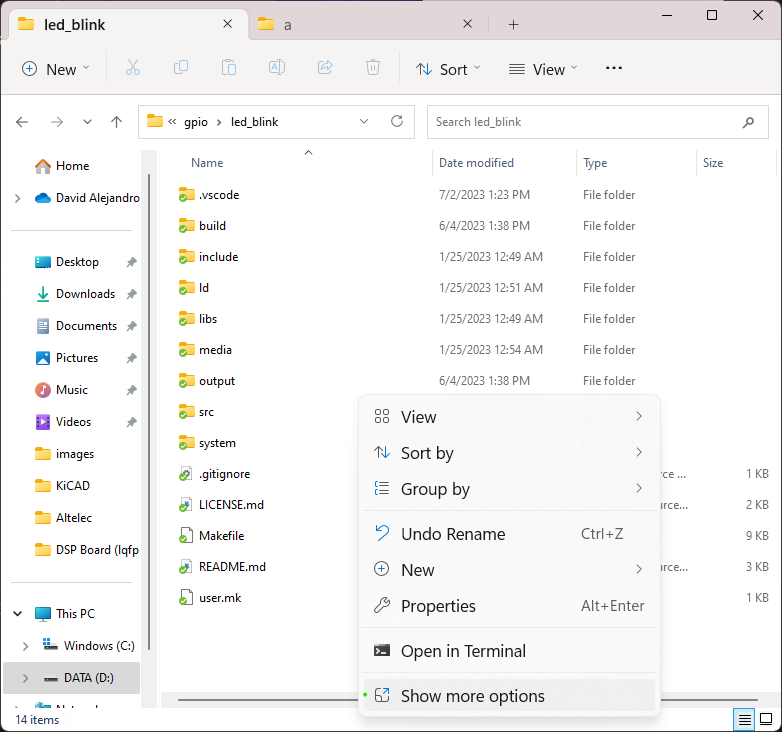 led_blink
a
New
Sort
View
gpio
led_blink
Search led_blink
Name
Date modified
Type
Size
Home
David Alejandro
Desktop
Downloads
Documents
Pictures
Music
Videos
images
KiCAD
Altelec
DSP Board (lqfp
This PC
Windows (C:)
DATA (D:)
.vscode 7/2/2023 1:23 PM File folder
build 6/4/2023 1:38 PM File folder
include 1/25/2023 12:49 AM File folder
ld 1/25/2023 12:51 AM File folder
libs 1/25/2023 12:49 AM File folder
media 1/25/2023 12:54 AM File folder
output 6/4/2023 1:38 PM File folder
src
system
.gitignore urce ... 1 KB
LICENSE.md urce... 2 KB
Makefile 9 KB
README.md urce... 3 KB
user.mk 1 KB
View
Sort by
Group by
Undo Rename Ctrl+Z
New
Properties Alt+Enter
Open in Terminal
Show more options
14 items